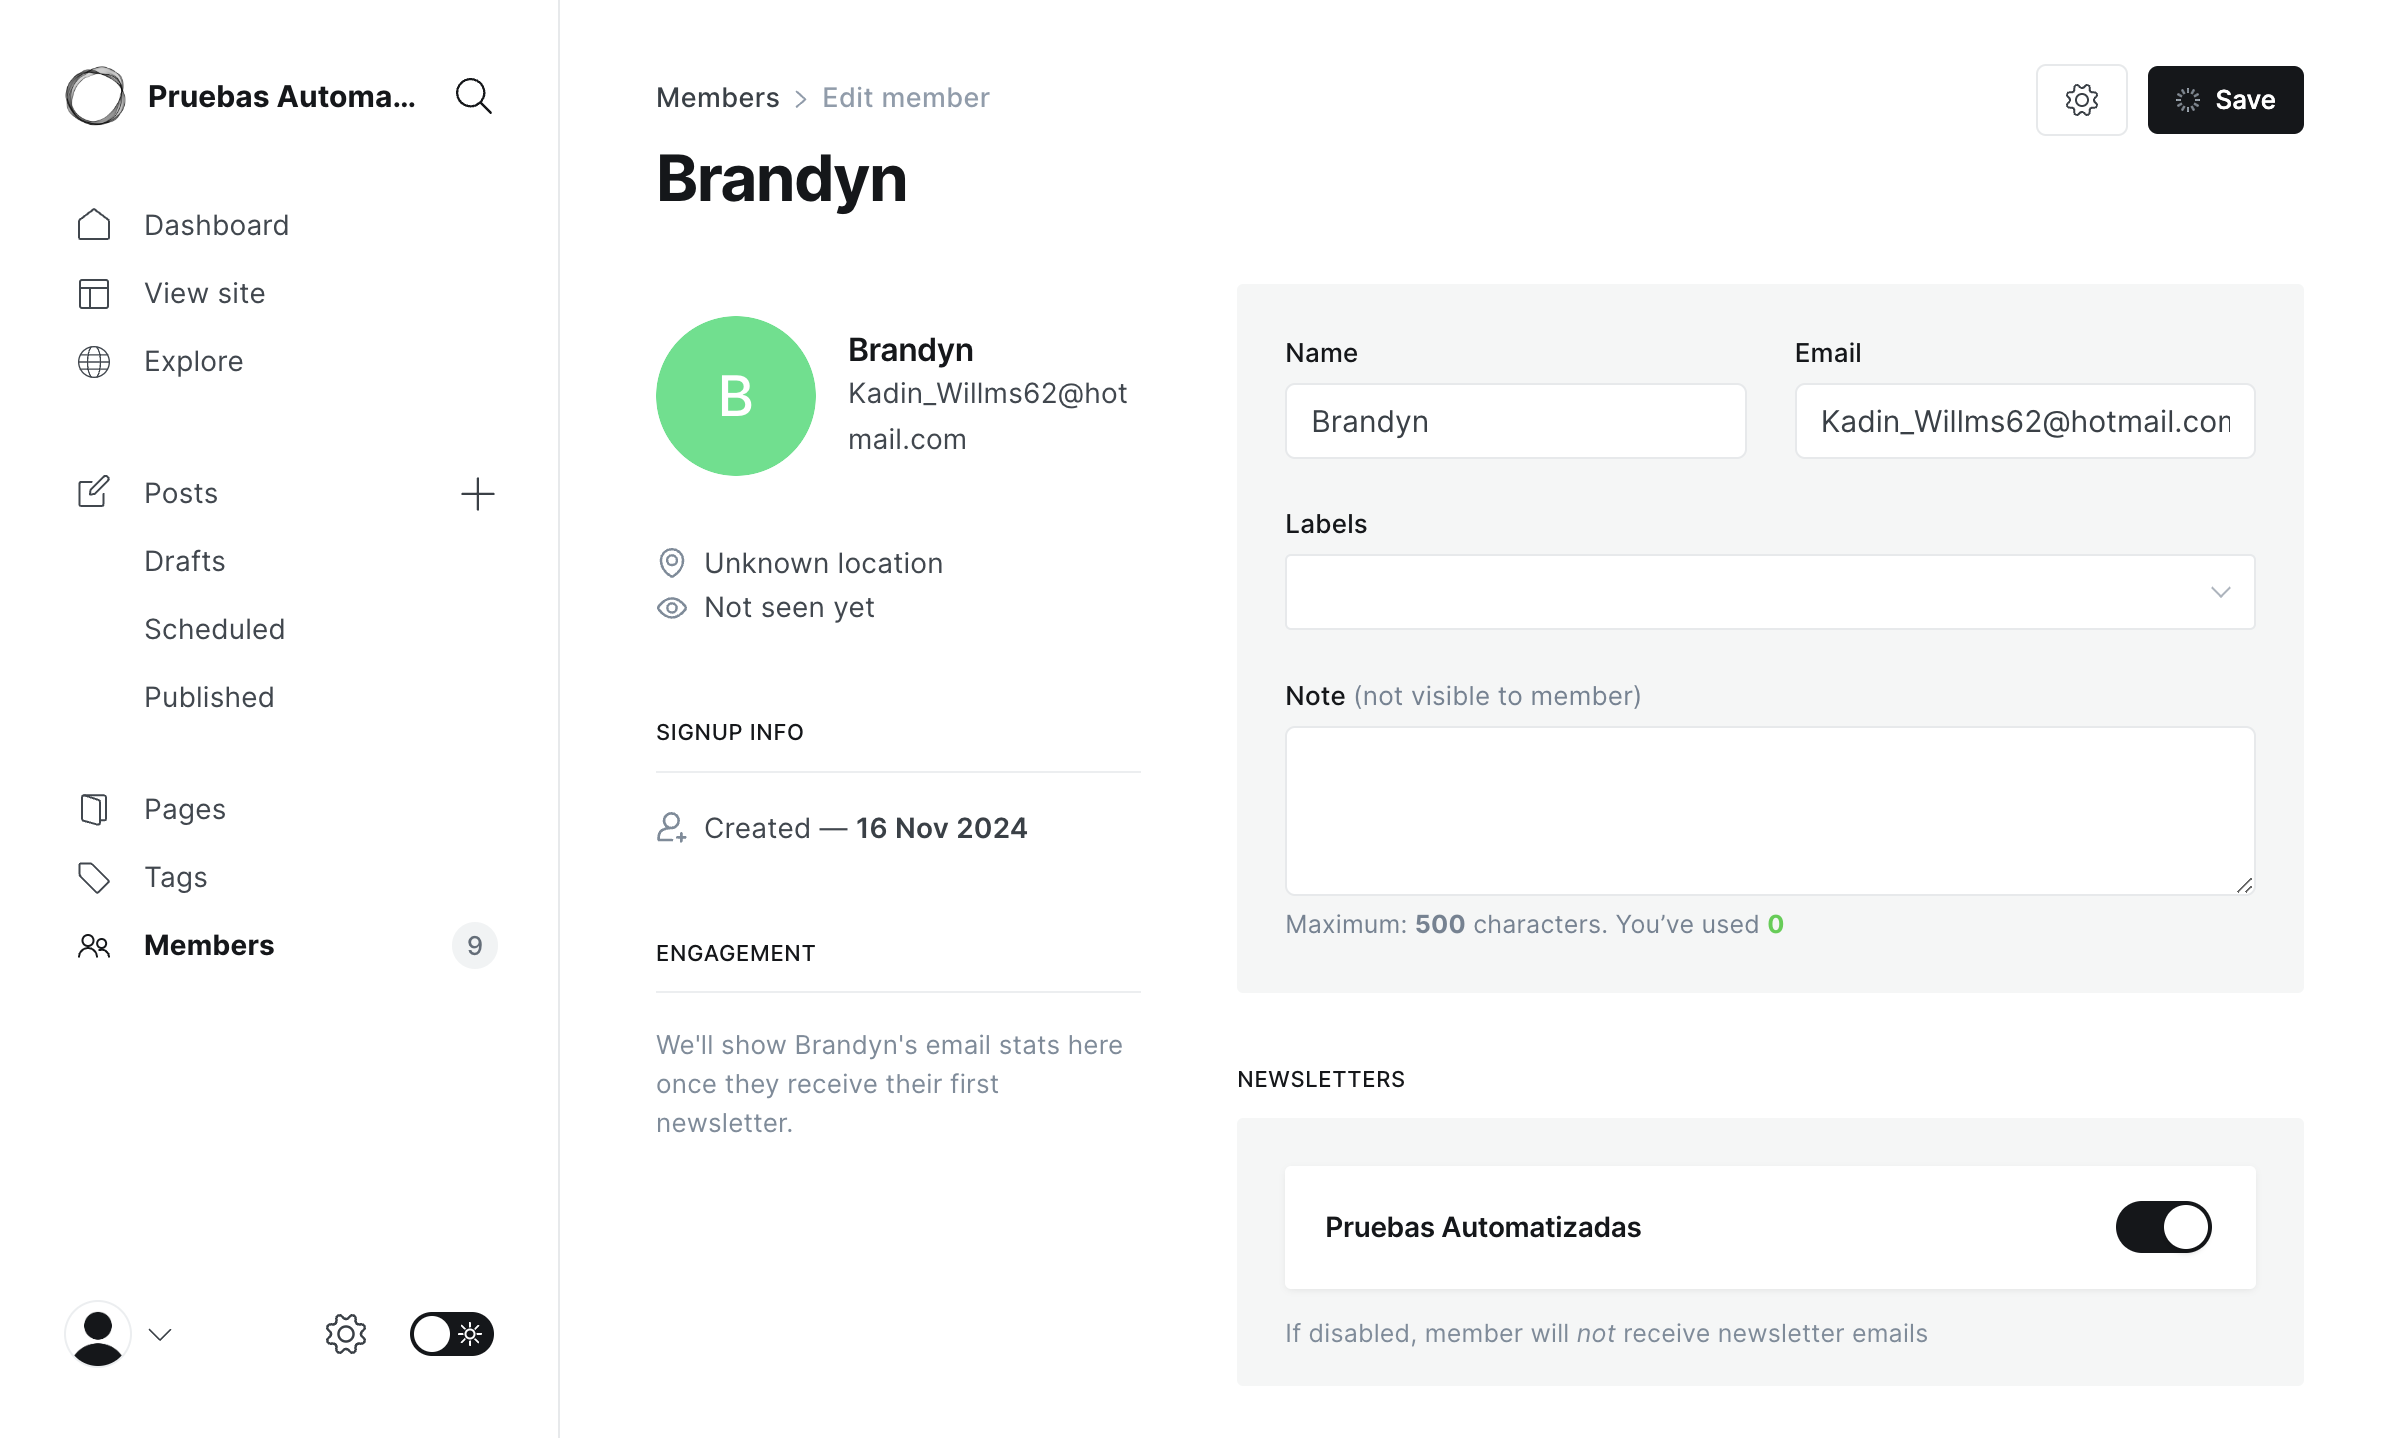 Pruebas Automa...
Dashboard
View site
Explore
Posts
Drafts
Scheduled
Published
Pages
Tags
Members
9
Members > Edit member
Save
Brandyn
B
Brandyn
Kadin_Willms62@hot
mail.com
Unknown location
Not seen yet
SIGNUP INFO
Created — 16 Nov 2024
ENGAGEMENT
We'll show Brandyn's email stats here
once they receive their first
newsletter.
Name
Brandyn
Email
Kadin_Willms62@hotmail.com
Labels
Note (not visible to member)
Maximum: 500 characters. You’ve used 0
NEWSLETTERS
Pruebas Automatizadas
If disabled, member will not receive newsletter emails